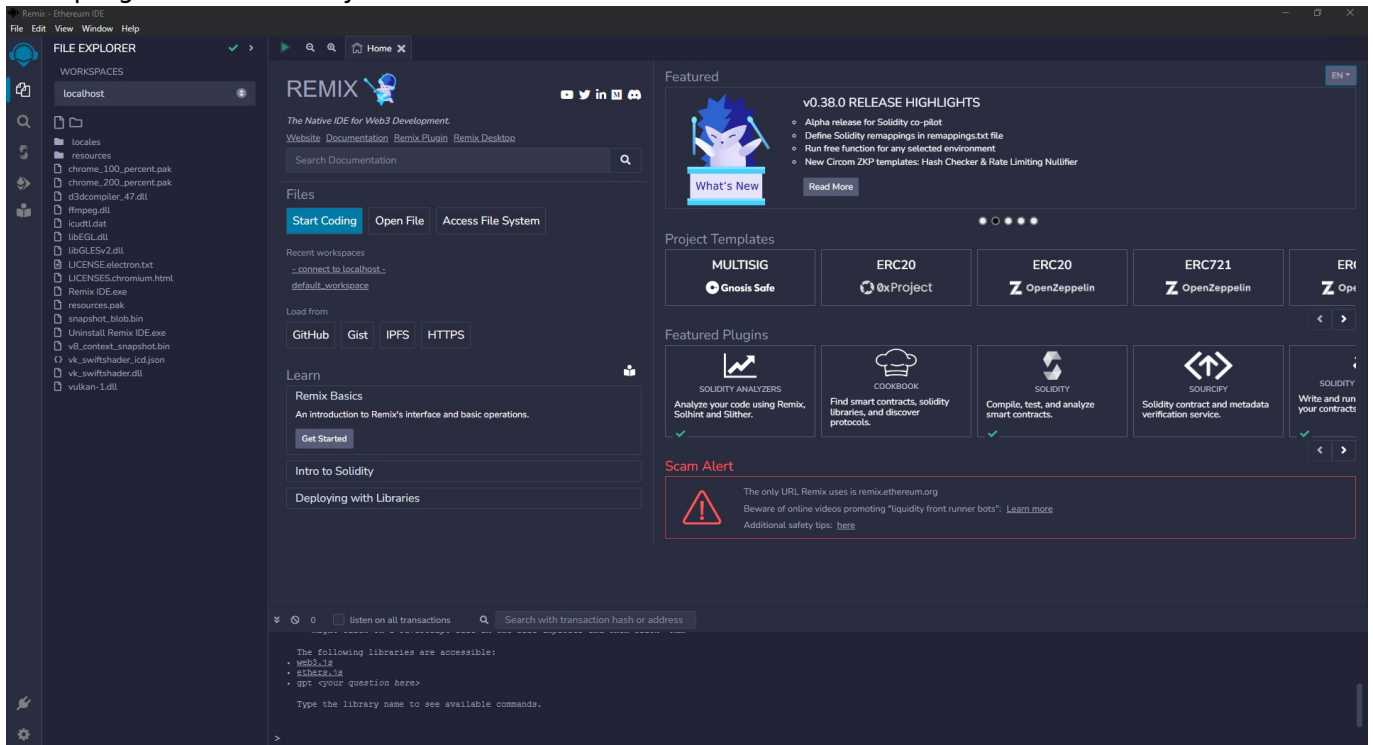 Remix - Ethereum IDE
File Edit View Window Help
FILE EXPLORER
WORKSPACES
localhost
locales
resources
chrome_100_percent.pak
chrome_200_percent.pak
d3dcompiler_47.dll
ffmpeg.dll
icudtl.dat
libEGL.dll
libGLESv2.dll
LICENSE.electron.txt
LICENSES.chromium.html
Remix IDE.exe
resources.pak
snapshot_blob.bin
Uninstall Remix IDE.exe
v8_context_snapshot.bin
vk_swiftshader_icd.json
vk_swiftshader.dll
vulkan-1.dll
Home
REMIX
The Native IDE for Web3 Development.
Website Documentation Remix Plugin Remix Desktop
Search Documentation
Files
Start Coding Open File Access File System
Recent workspaces
- connect to localhost -
default_workspace
Load from
GitHub Gist IPFS HTTPS
Learn
Remix Basics
An introduction to Remix's interface and basic operations.
Get Started
Intro to Solidity
Deploying with Libraries
Featured
EN
What's New
v0.38.0 RELEASE HIGHLIGHTS
Alpha release for Solidity co-pilot
Define Solidity remappings in remappings.txt file
Run free function for any selected environment
New Circom ZKP templates: Hash Checker & Rate Limiting Nullifier
Read More
Project Templates
MULTISIG
Gnosis Safe
ERC20
0xProject
ERC20
OpenZeppelin
ERC721
OpenZeppelin
Featured Plugins
SOLIDITY ANALYZERS
Analyze your code using Remix,
Solhint and Slither.
COOKBOOK
Find smart contracts, solidity
libraries, and discover
protocols.
SOLIDITY
Compile, test, and analyze
smart contracts.
SOURCIFY
Solidity contract and metadata
verification service.
SOLIDITY
Write and run
your contracts
Scam Alert
The only URL Remix uses is remix.ethereum.org
Beware of online videos promoting "liquidity front runner bots": Learn more
Additional safety tips: here
0 listen on all transactions Search with transaction hash or address
The following libraries are accessible:
• web3.js
• ethers.js
• gpt <your question here>
Type the library name to see available commands.
>